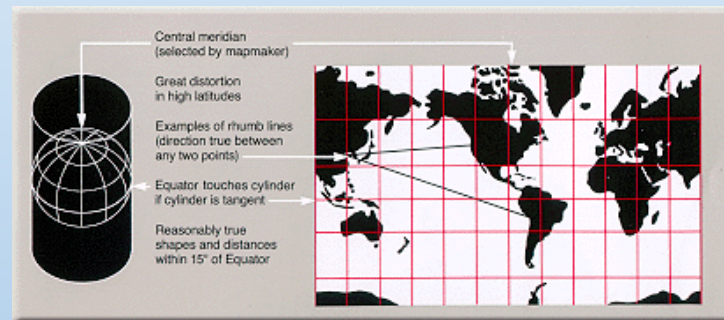 Central meridian
(selected by mapmaker)
Great distortion
in high latitudes
Examples of rhumb lines
(direction true between
any two points)
Equator touches cylinder
if cylinder is tangent
Reasonably true
shapes and distances
within 15° of Equator